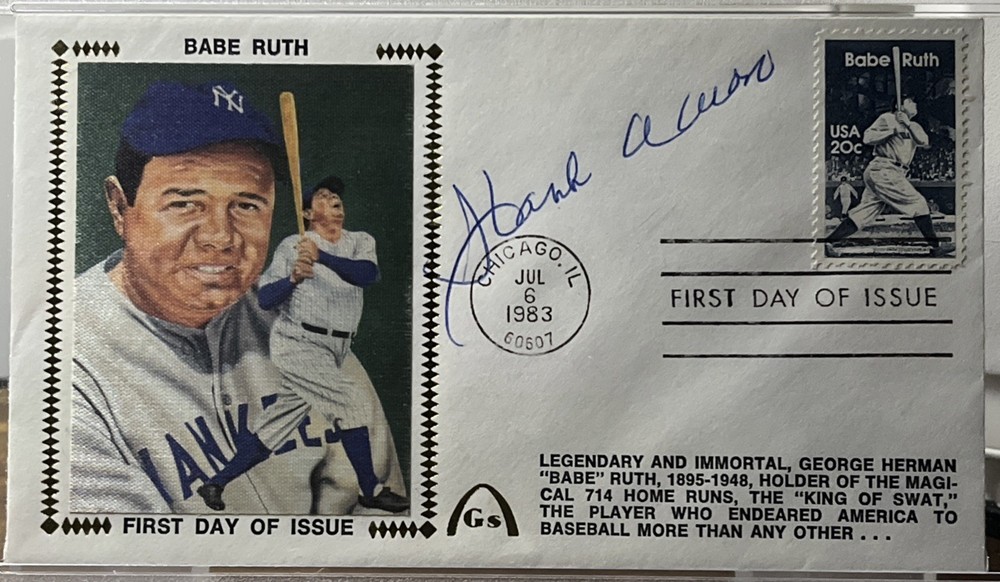 BABE RUTH
NY
YANKEES
FIRST DAY OF ISSUE
Hank Aaron
CHICAGO, IL
JUL
6
1983
60607
Babe Ruth
USA
20c
FIRST DAY OF ISSUE
Gs
LEGENDARY AND IMMORTAL, GEORGE HERMAN
"BABE" RUTH, 1895-1948, HOLDER OF THE MAGI-
CAL 714 HOME RUNS, THE "KING OF SWAT,"
THE PLAYER WHO ENDEARED AMERICA TO
BASEBALL MORE THAN ANY OTHER . . .